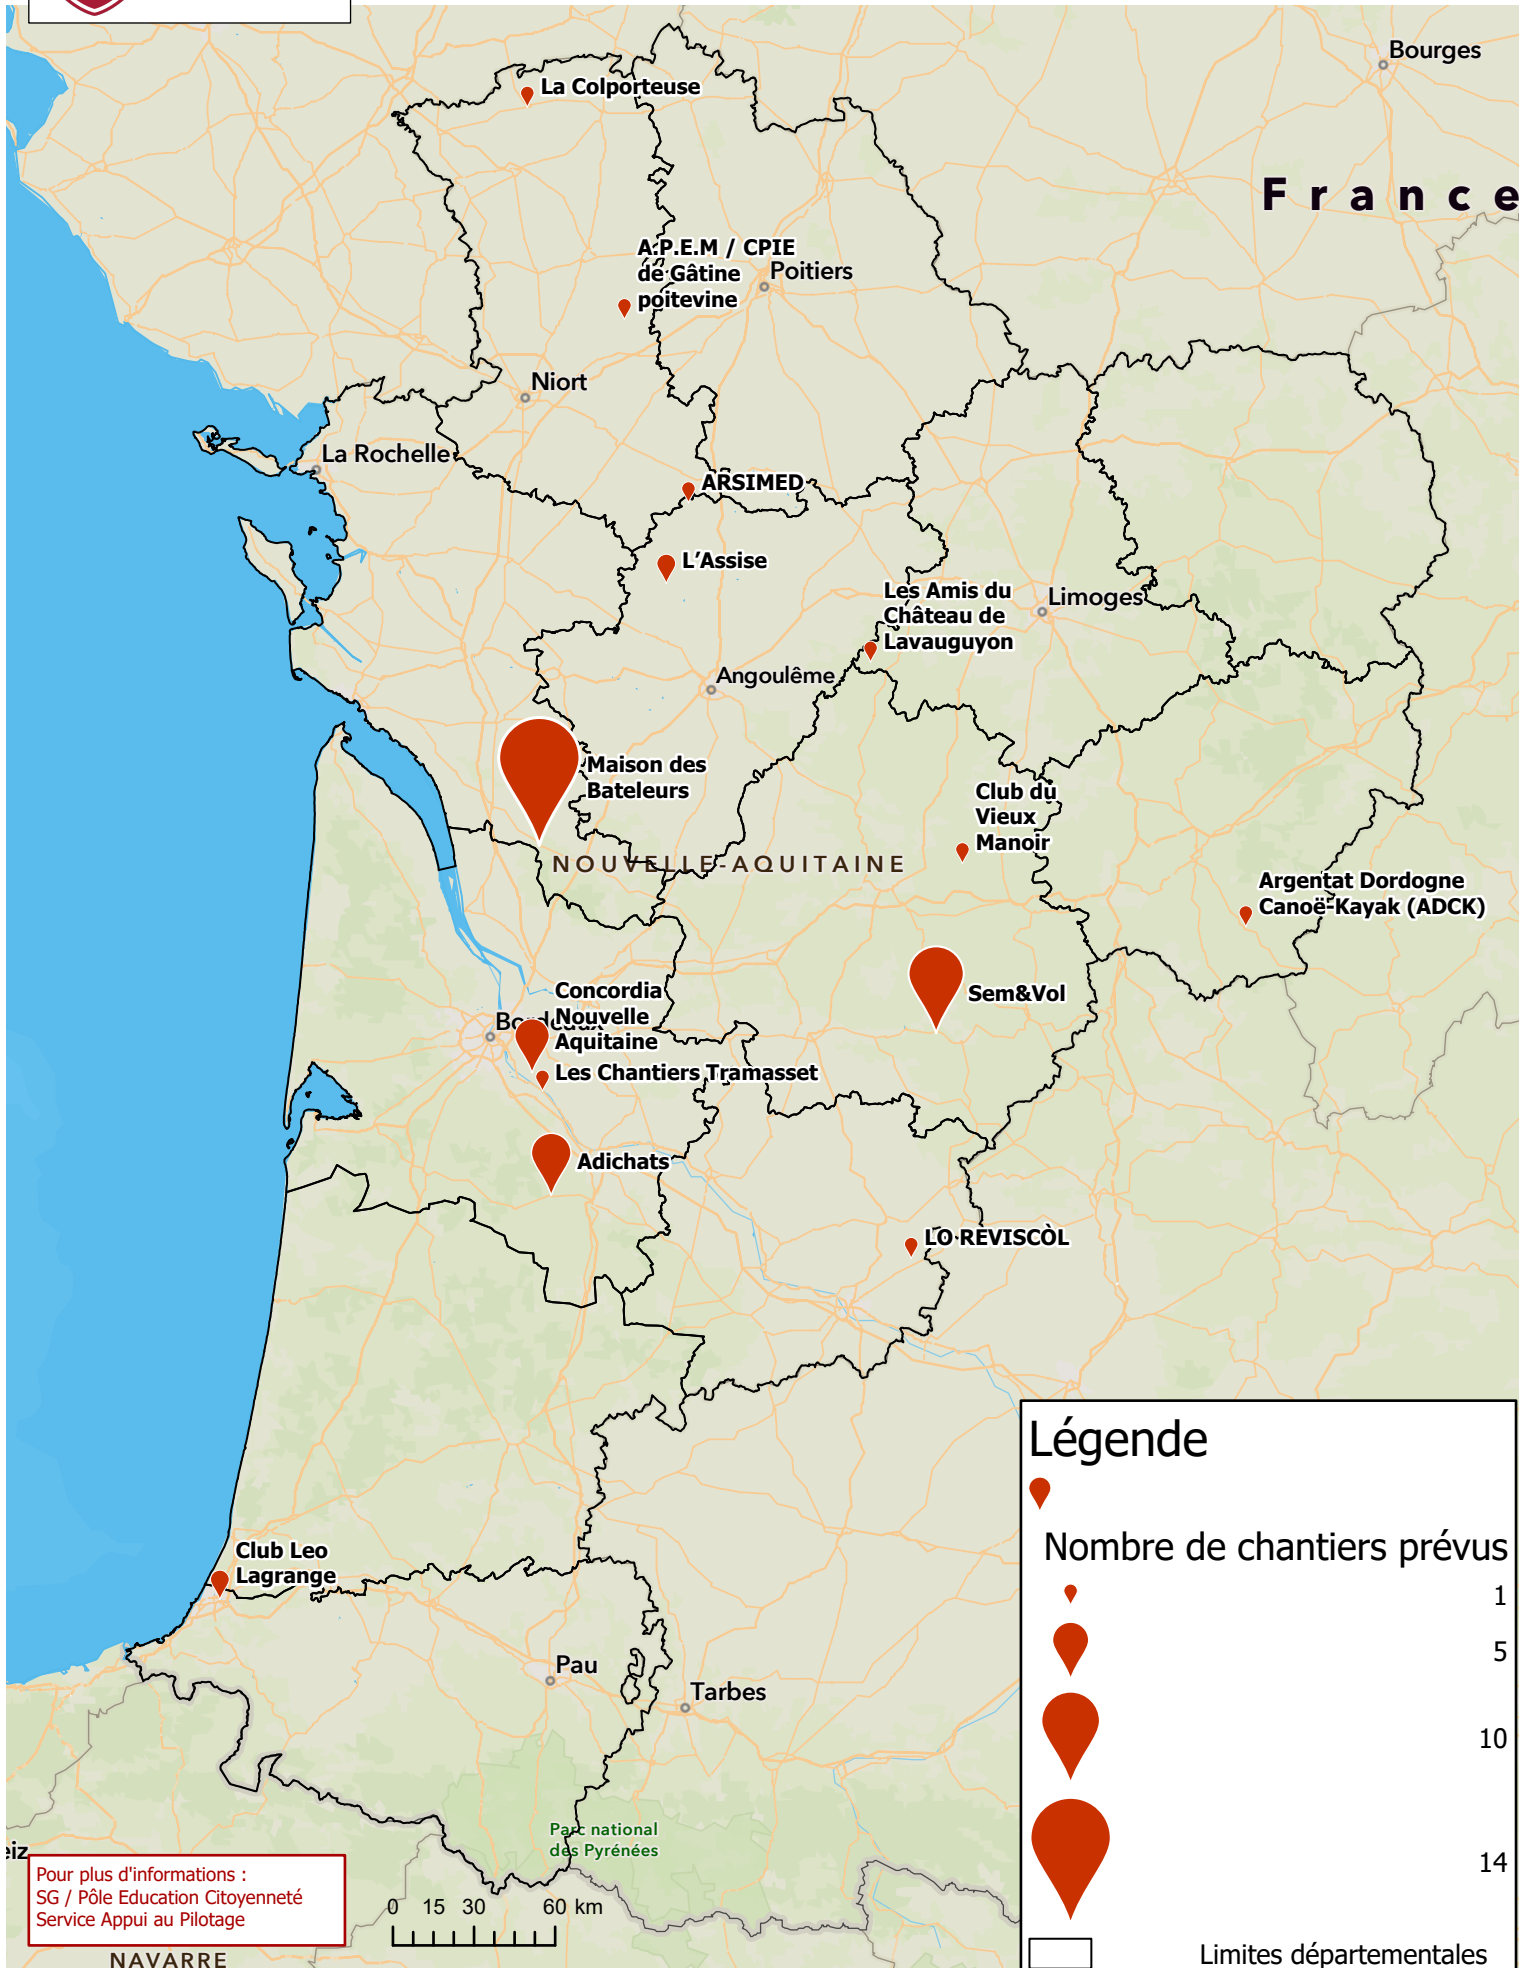 Bourges
La Colporteuse
France
A.P.E.M / CPIE
de Gâtine
poitevine
Poitiers
Niort
La Rochelle
ARSIMED
L'Assise
Les Amis du
Château de
Lavauguyon
Limoges
Angoulême
Maison des
Bateleurs
Club du
Vieux
Manoir
NOUVELLE-AQUITAINE
Argentat Dordogne
Canoë-Kayak (ADCK)
Sem&Vol
Concordia
Nouvelle
Aquitaine
Bordeaux
Les Chantiers Tramasset
Adichats
LO REVISCÒL
Club Leo
Lagrange
Pau
Tarbes
Parc national
des Pyrénées
eiz
Pour plus d'informations :
SG / Pôle Education Citoyenneté
Service Appui au Pilotage
0 15 30 60 km
NAVARRE
Légende
Nombre de chantiers prévus
1
5
10
14
Limites départementales